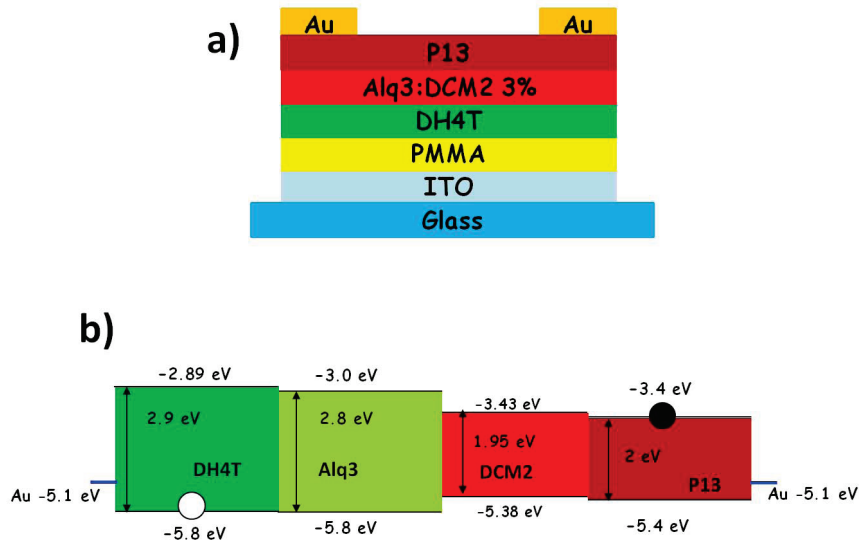 a)
Au Au
P13
Alq3:DCM2 3%
DH4T
PMMA
ITO
Glass
b)
-2.89 eV -3.0 eV -3.43 eV -3.4 eV
2.9 eV 2.8 eV 1.95 eV 2 eV
DH4T Alq3 DCM2 P13
Au -5.1 eV Au -5.1 eV
-5.8 eV -5.8 eV -5.38 eV -5.4 eV